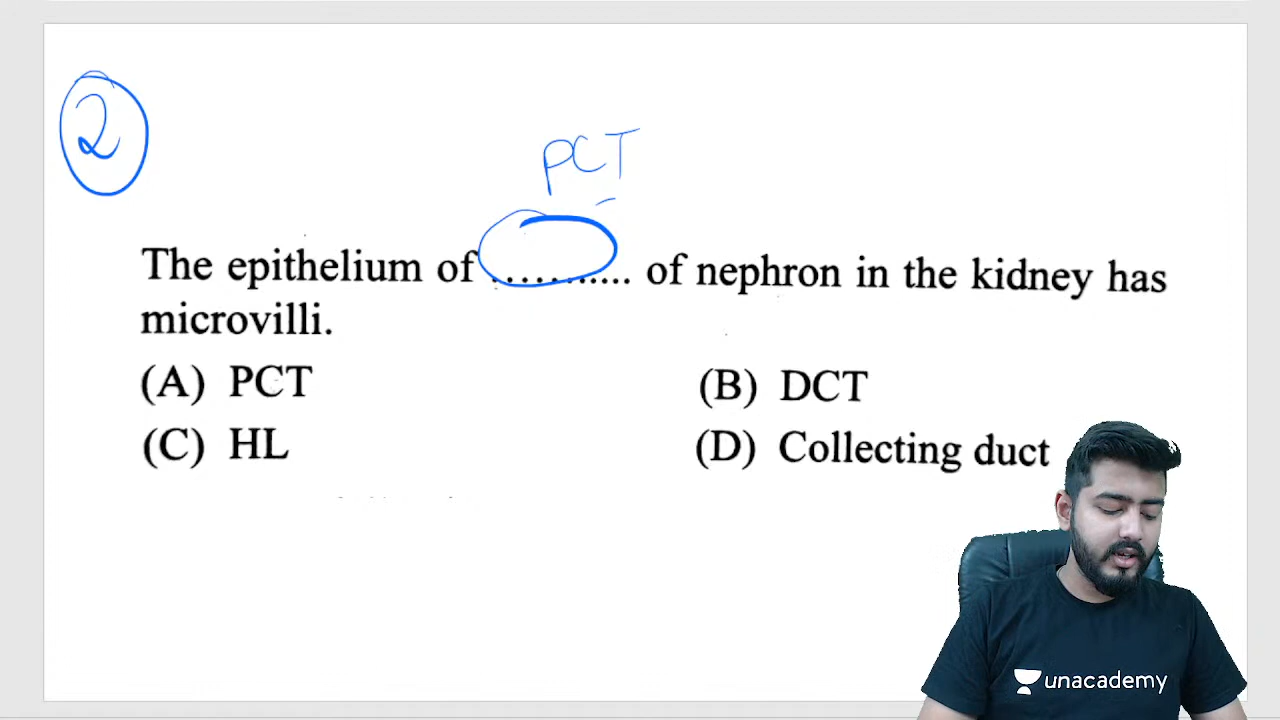 2
PCT
The epithelium of ........... of nephron in the kidney has
microvilli.
(A) PCT
(B) DCT
(C) HL
(D) Collecting duct
unacademy